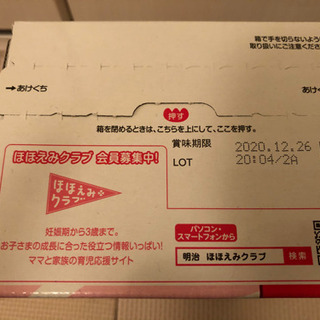 箱で手を切らないよう
取り扱いにご注意ください
→あけくち
あけ
押す
箱を閉めるときは、こちらを上にして、ここを押す。
ほほえみクラブ 会員募集中!
賞味期限 2020.12.26
LOT 20:04/2A
ほほえみ
クラブ
妊娠期から3歳まで。
お子さまの成長に合った役立つ情報いっぱい!
ママと家族の育児応援サイト
パソコン・
スマートフォンから
明治 ほほえみクラブ 検索